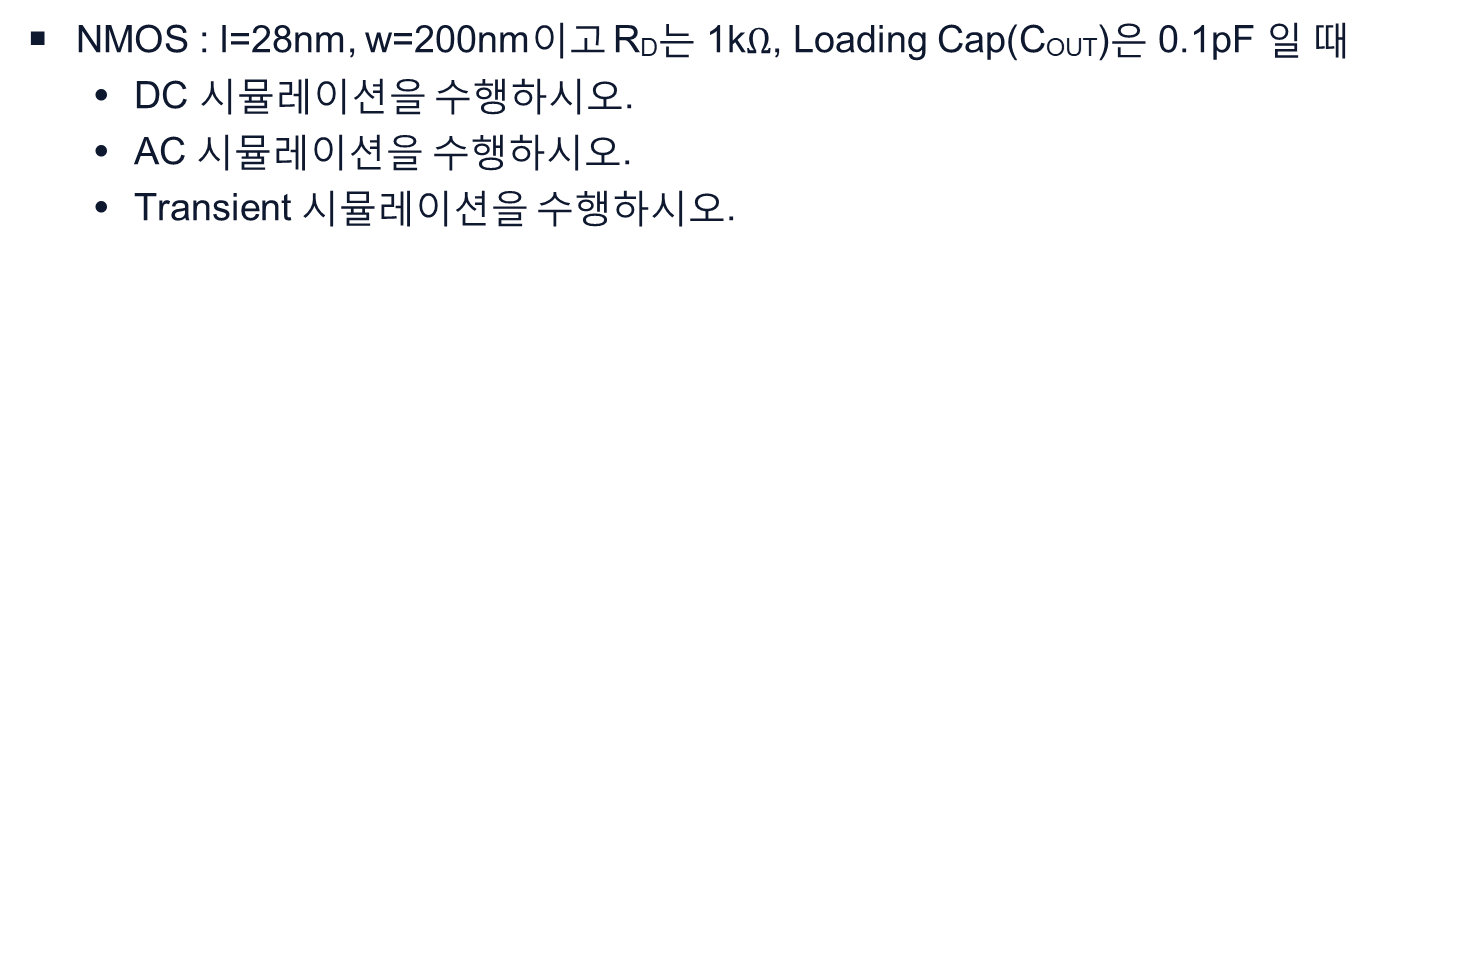 ▪ NMOS : l=28nm, w=200nm이고 R_D는 1kΩ, Loading Cap(C_OUT)은 0.1pF 일 때
• DC 시뮬레이션을 수행하시오.
• AC 시뮬레이션을 수행하시오.
• Transient 시뮬레이션을 수행하시오.